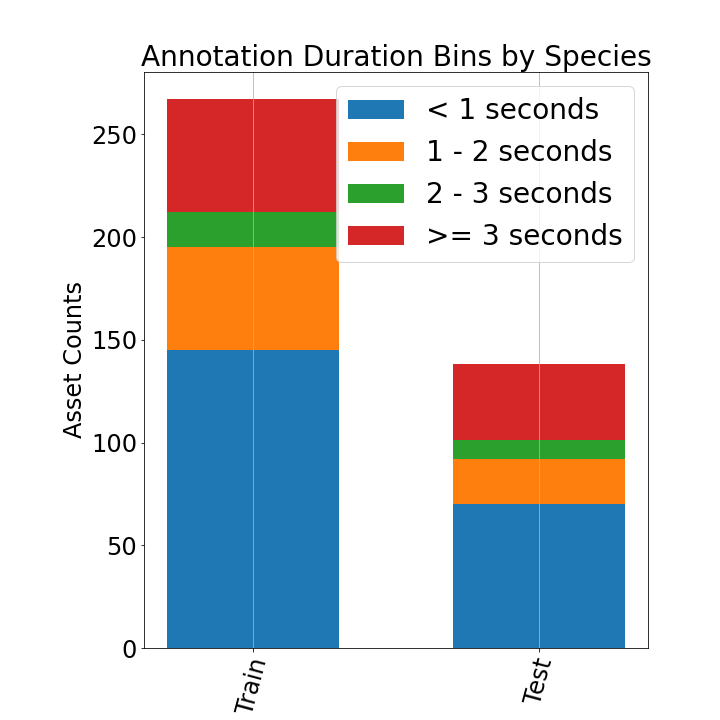 Annotation Duration Bins by Species
< 1 seconds
1 - 2 seconds
2 - 3 seconds
>= 3 seconds
Asset Counts
250
200
150
100
50
0
Train
Test